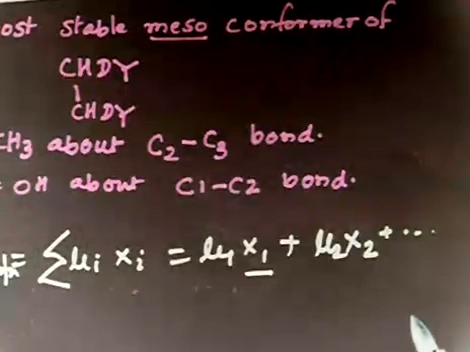 ost stable meso conformer of
CHDY
|
CHDY
CH3 about C2-C3 bond.
OH about C1-C2 bond.
= ∑μi xi = μ1 x1 + μ2 x2 + ...